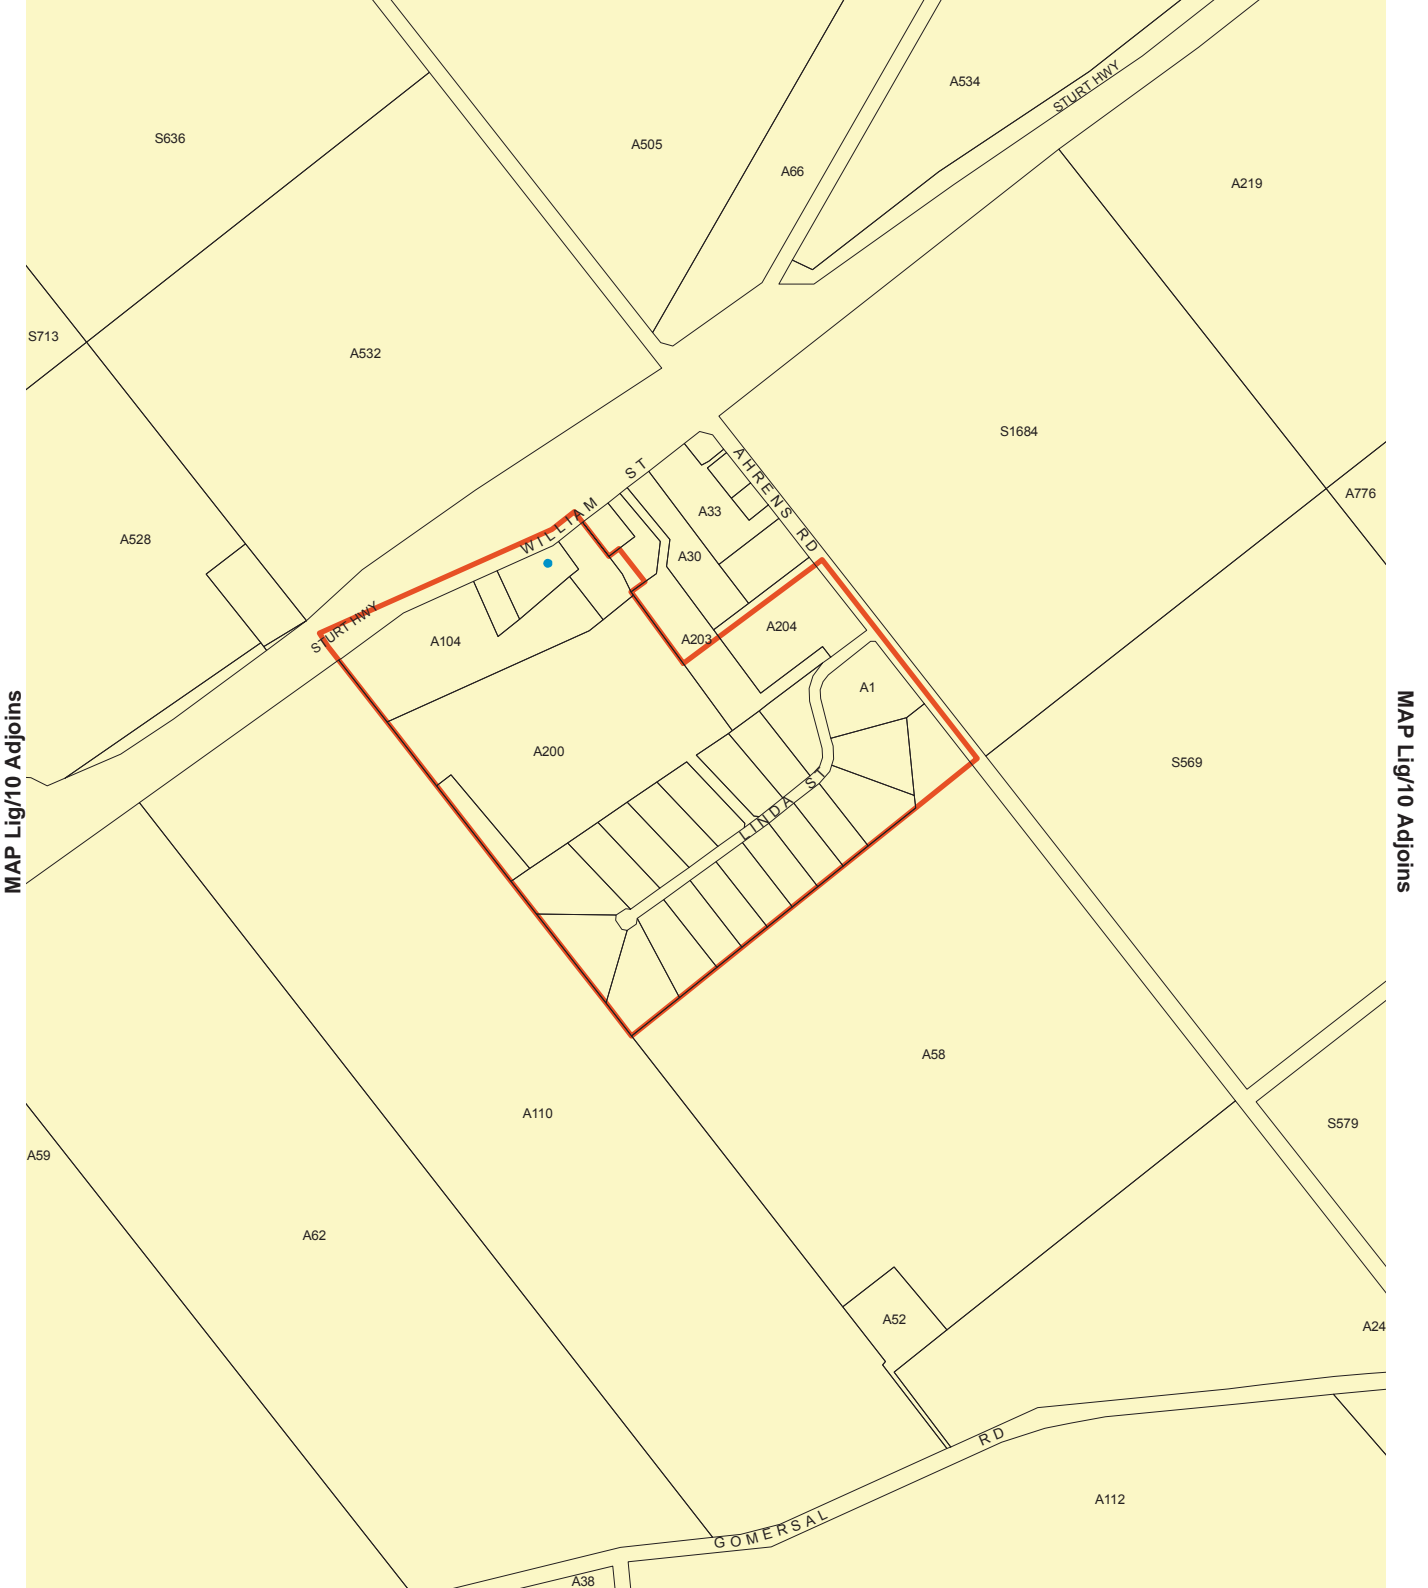 A534
STURT HWY
S636
A505
A66
A219
S713
A532
S1684
WILLIAM ST
AHRENS RD
A776
A33
A528
A30
STURT HWY
A104
A203
A204
A1
MAP Lig/10 Adjoins
MAP Lig/10 Adjoins
A200
S569
LINDA ST
A58
A110
S579
A59
A62
A52
A24
GOMERSAL RD
A112
A38